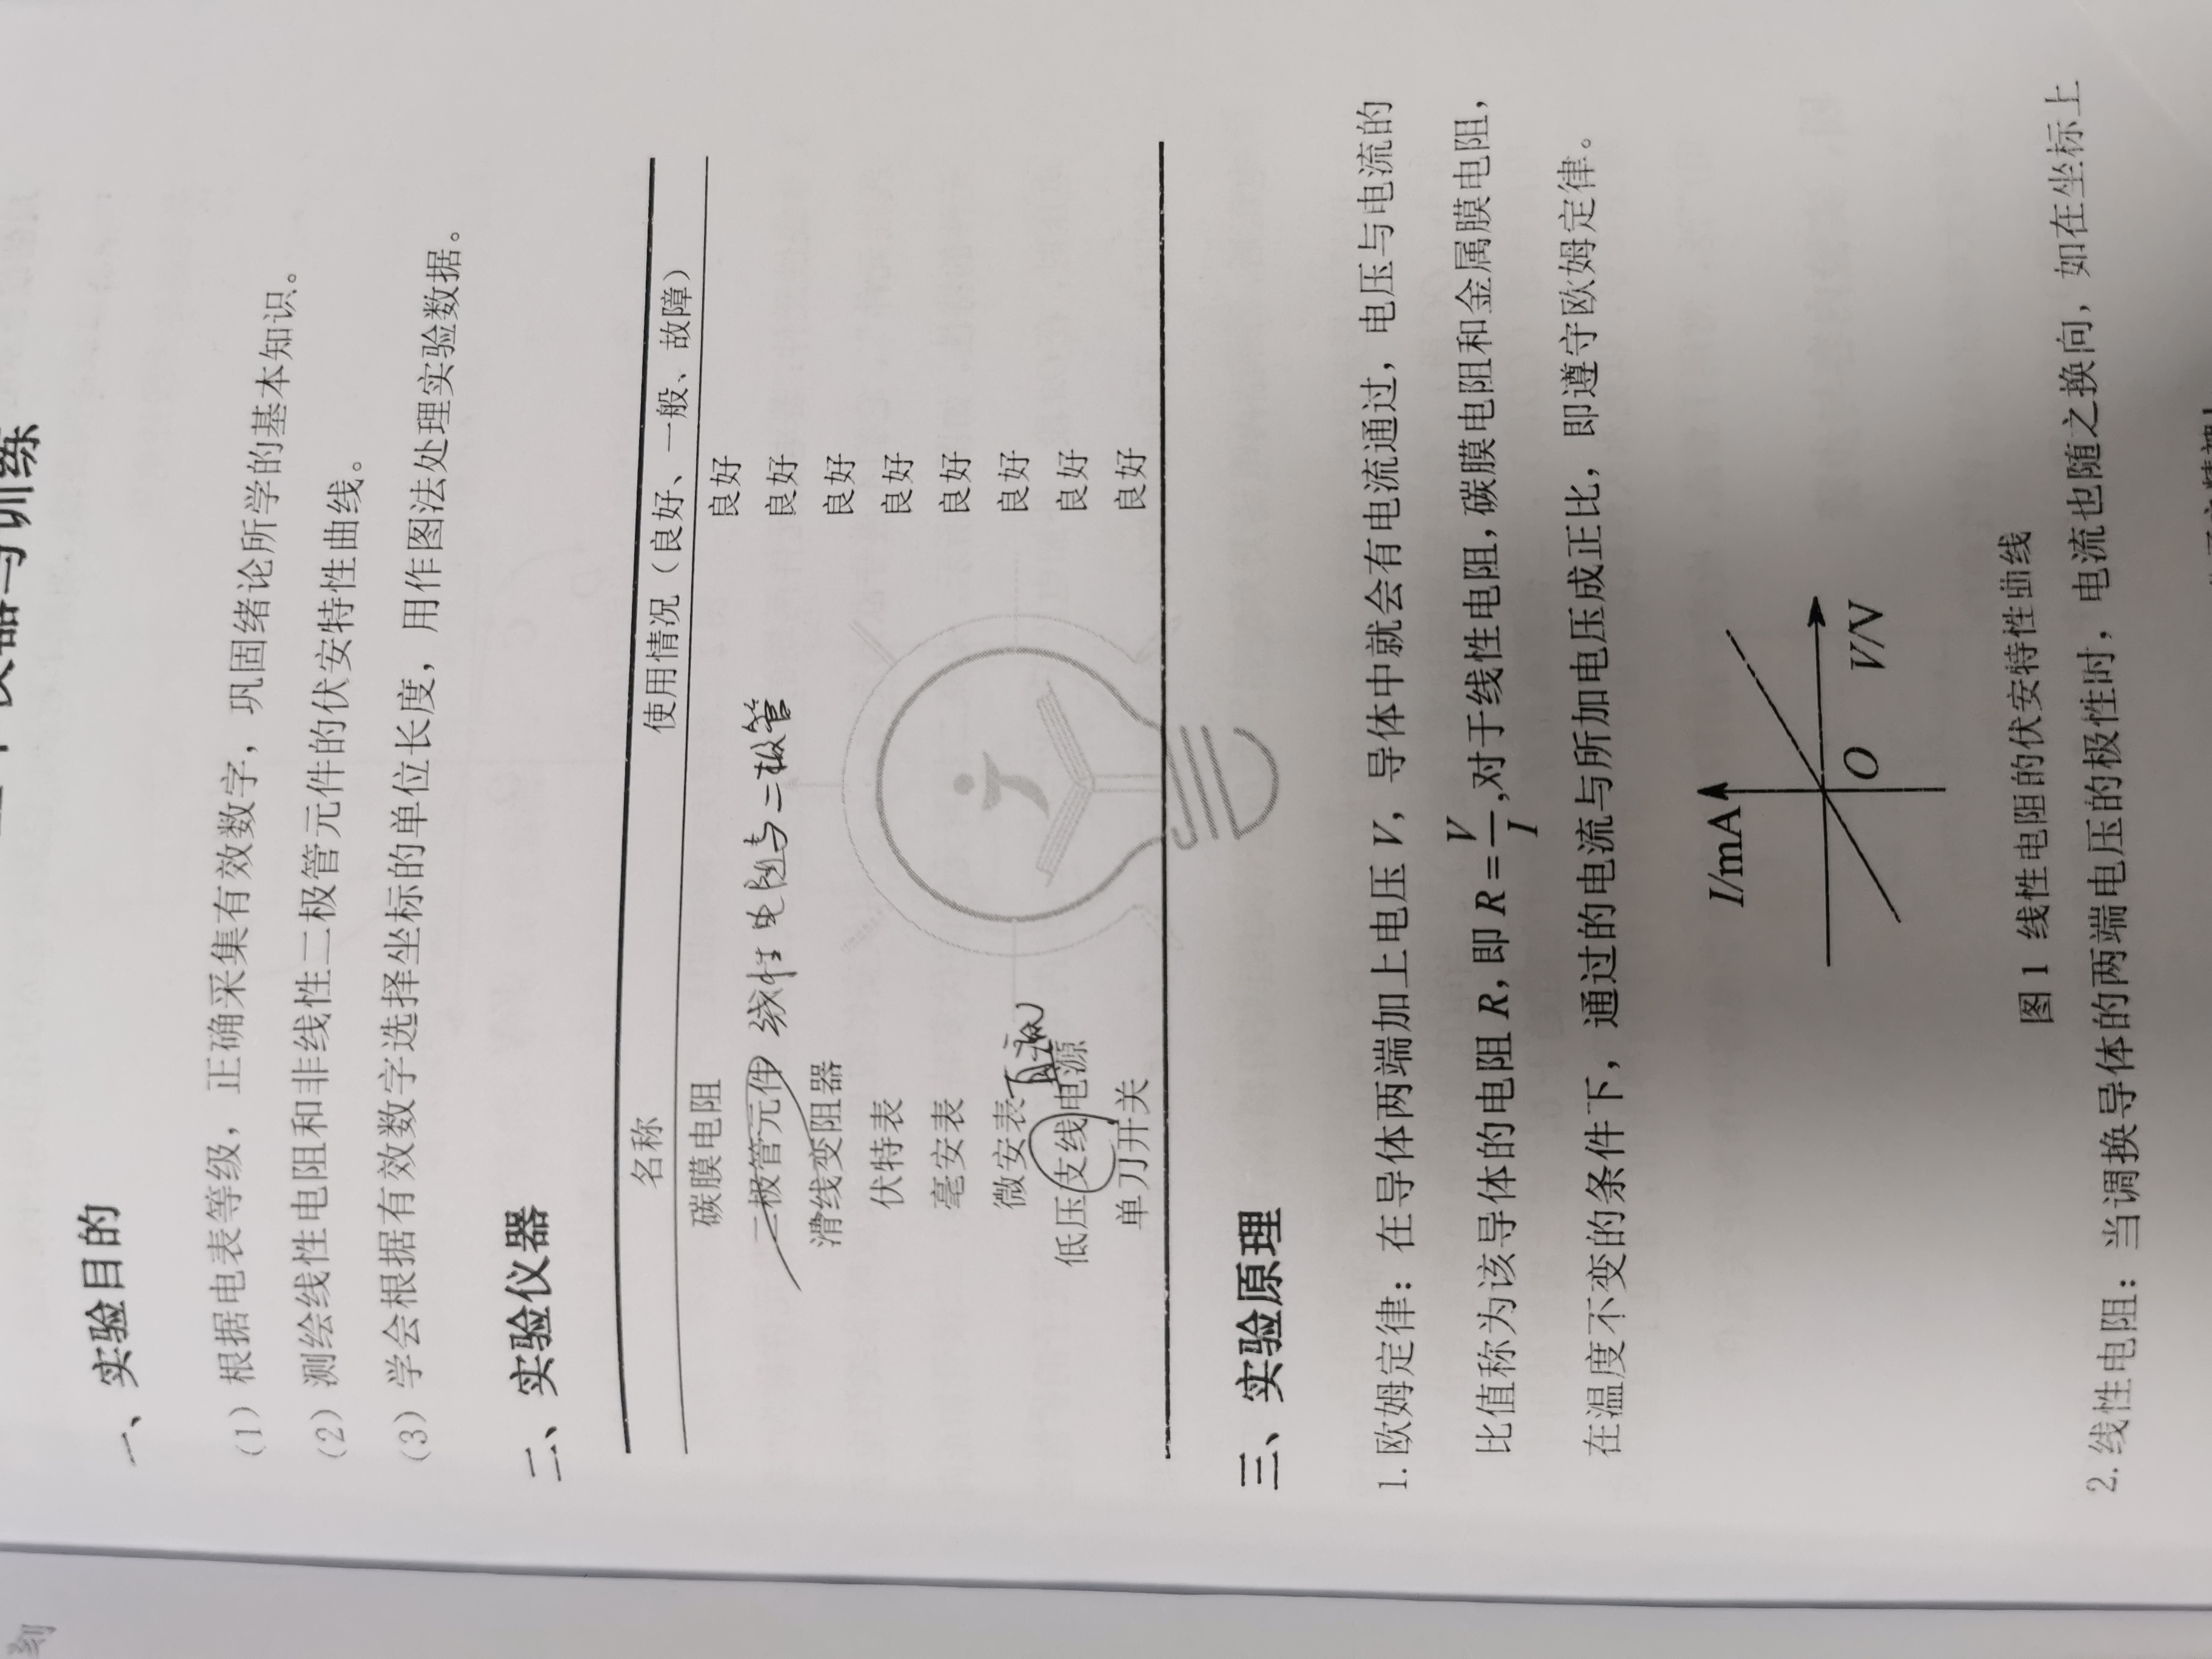 与训练
一、实验目的
（1）根据电表等级，正确采集有效数字，巩固绪论所学的基本知识。
（2）测绘线性电阻和非线性二极管元件的伏安特性曲线。
（3）学会根据有效数字选择坐标的单位长度，用作图法处理实验数据。
二、实验仪器
名称 使用情况（良好、一般、故障）
碳膜电阻 良好
二极管元件 线性电阻与二极管 良好
滑线变阻器 良好
伏特表 良好
毫安表 良好
微安表 良好
直流
低压支线电源 良好
单刀开关 良好
三、实验原理
1.欧姆定律：在导体两端加上电压 V，导体中就会有电流通过，电压与电流的
比值称为该导体的电阻 R，即 R = V/I ,对于线性电阻，碳膜电阻和金属膜电阻，
在温度不变的条件下，通过的电流与所加电压成正比，即遵守欧姆定律。
I/mA
O
V/V
图 1 线性电阻的伏安特性曲线
2.线性电阻：当调换导体的两端电压的极性时，电流也随之换向，如在坐标上